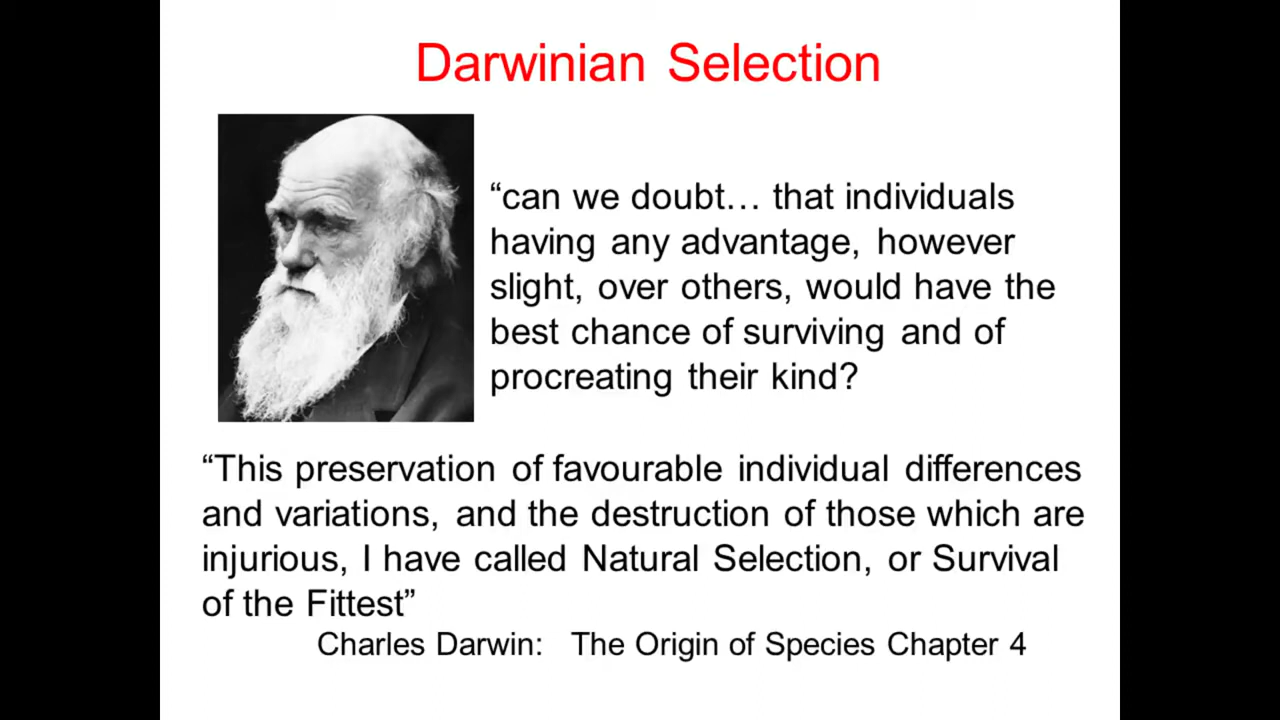 Darwinian Selection
“can we doubt… that individuals
having any advantage, however
slight, over others, would have the
best chance of surviving and of
procreating their kind?
“This preservation of favourable individual differences
and variations, and the destruction of those which are
injurious, I have called Natural Selection, or Survival
of the Fittest”
Charles Darwin: The Origin of Species Chapter 4